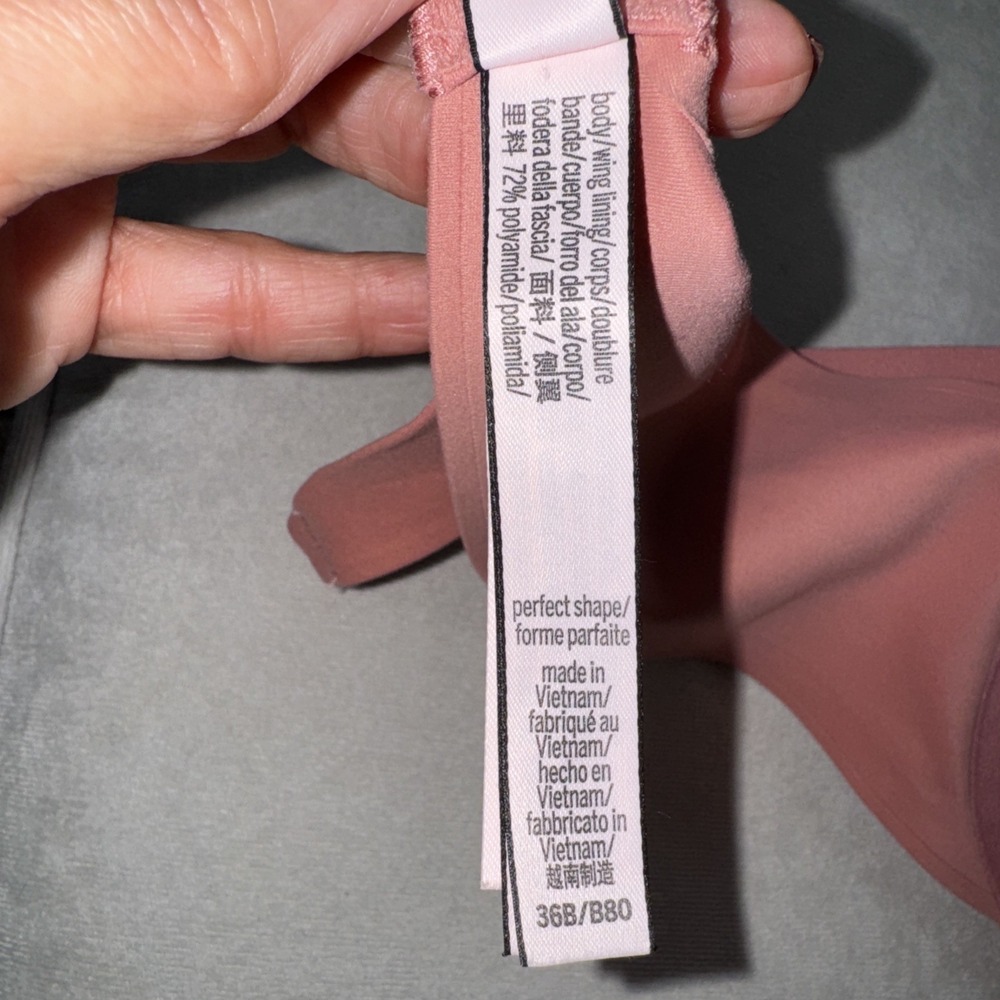 body/wing lining/corps/doublure
bande/cuerpo/forro del ala/corpo/
fodera della fascia/ 面料 / 侧翼
里料 72% polyamide/poliamida/
perfect shape/
forme parfaite
made in
Vietnam/
fabriqué au
Vietnam/
hecho en
Vietnam/
fabbricato in
Vietnam/
越南制造
36B/B80